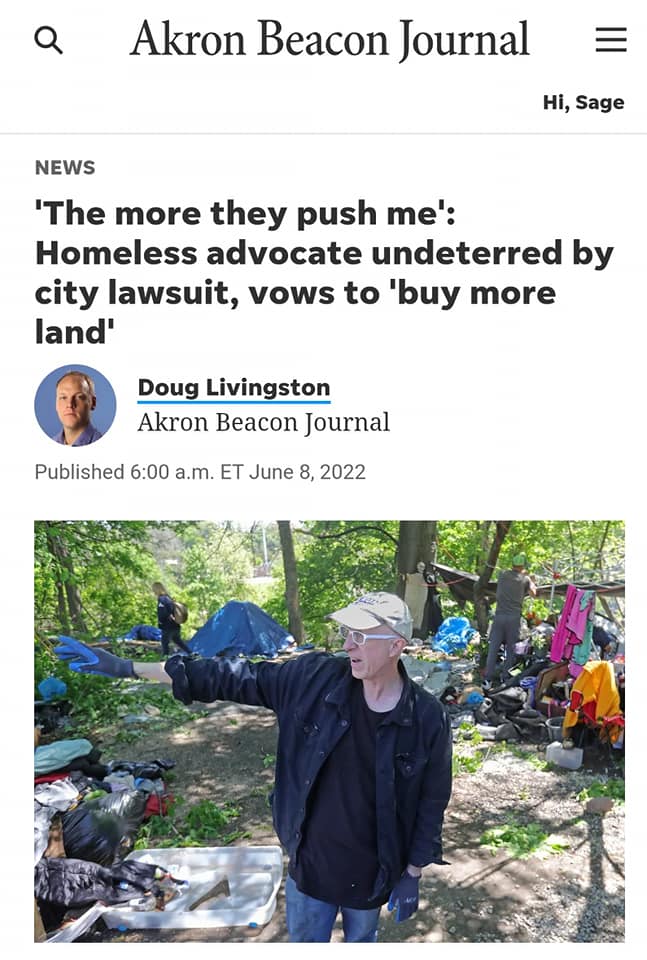 Akron Beacon Journal
Hi, Sage
NEWS
'The more they push me':
Homeless advocate undeterred by
city lawsuit, vows to 'buy more
land'
Doug Livingston
Akron Beacon Journal
Published 6:00 a.m. ET June 8, 2022